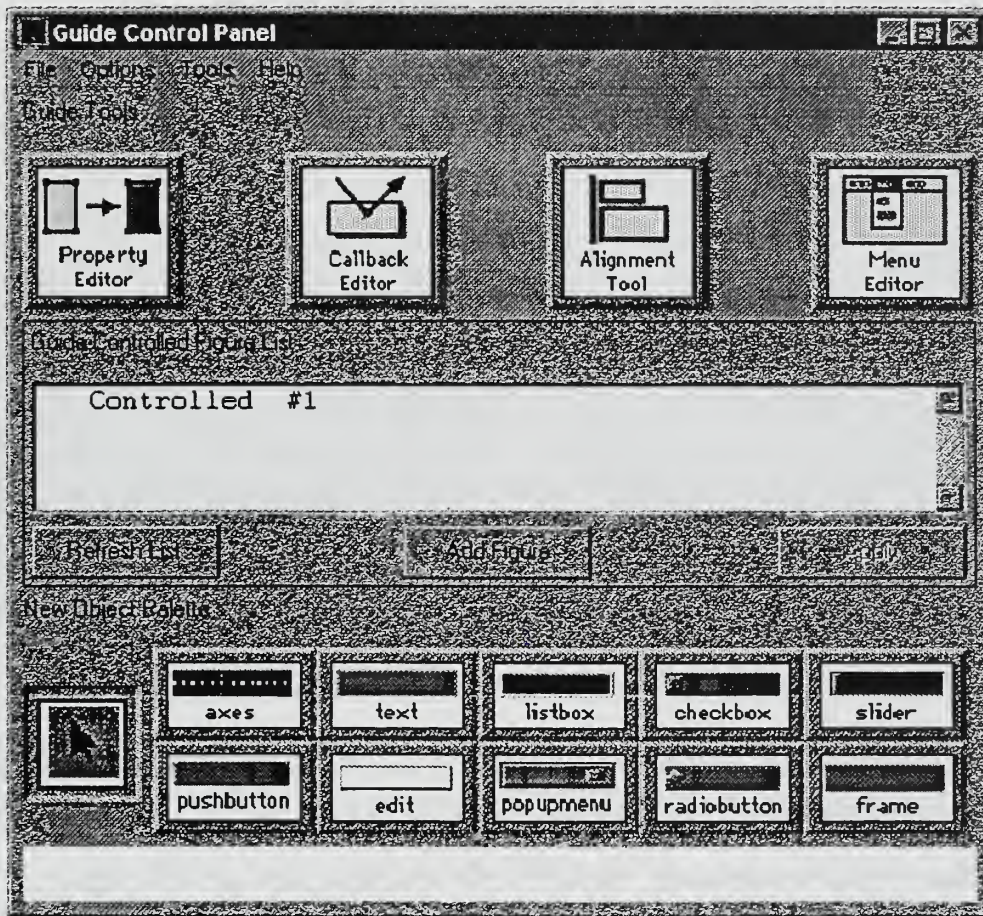 Guide Control Panel
File Options Tools Help
Guide Tools
Property Editor
Callback Editor
Alignment Tool
Menu Editor
Guide Controlled Figure List
Controlled #1
Refresh List Add Figure Apply
New Object Palette
axes text listbox checkbox slider
pushbutton edit popupmenu radiobutton frame